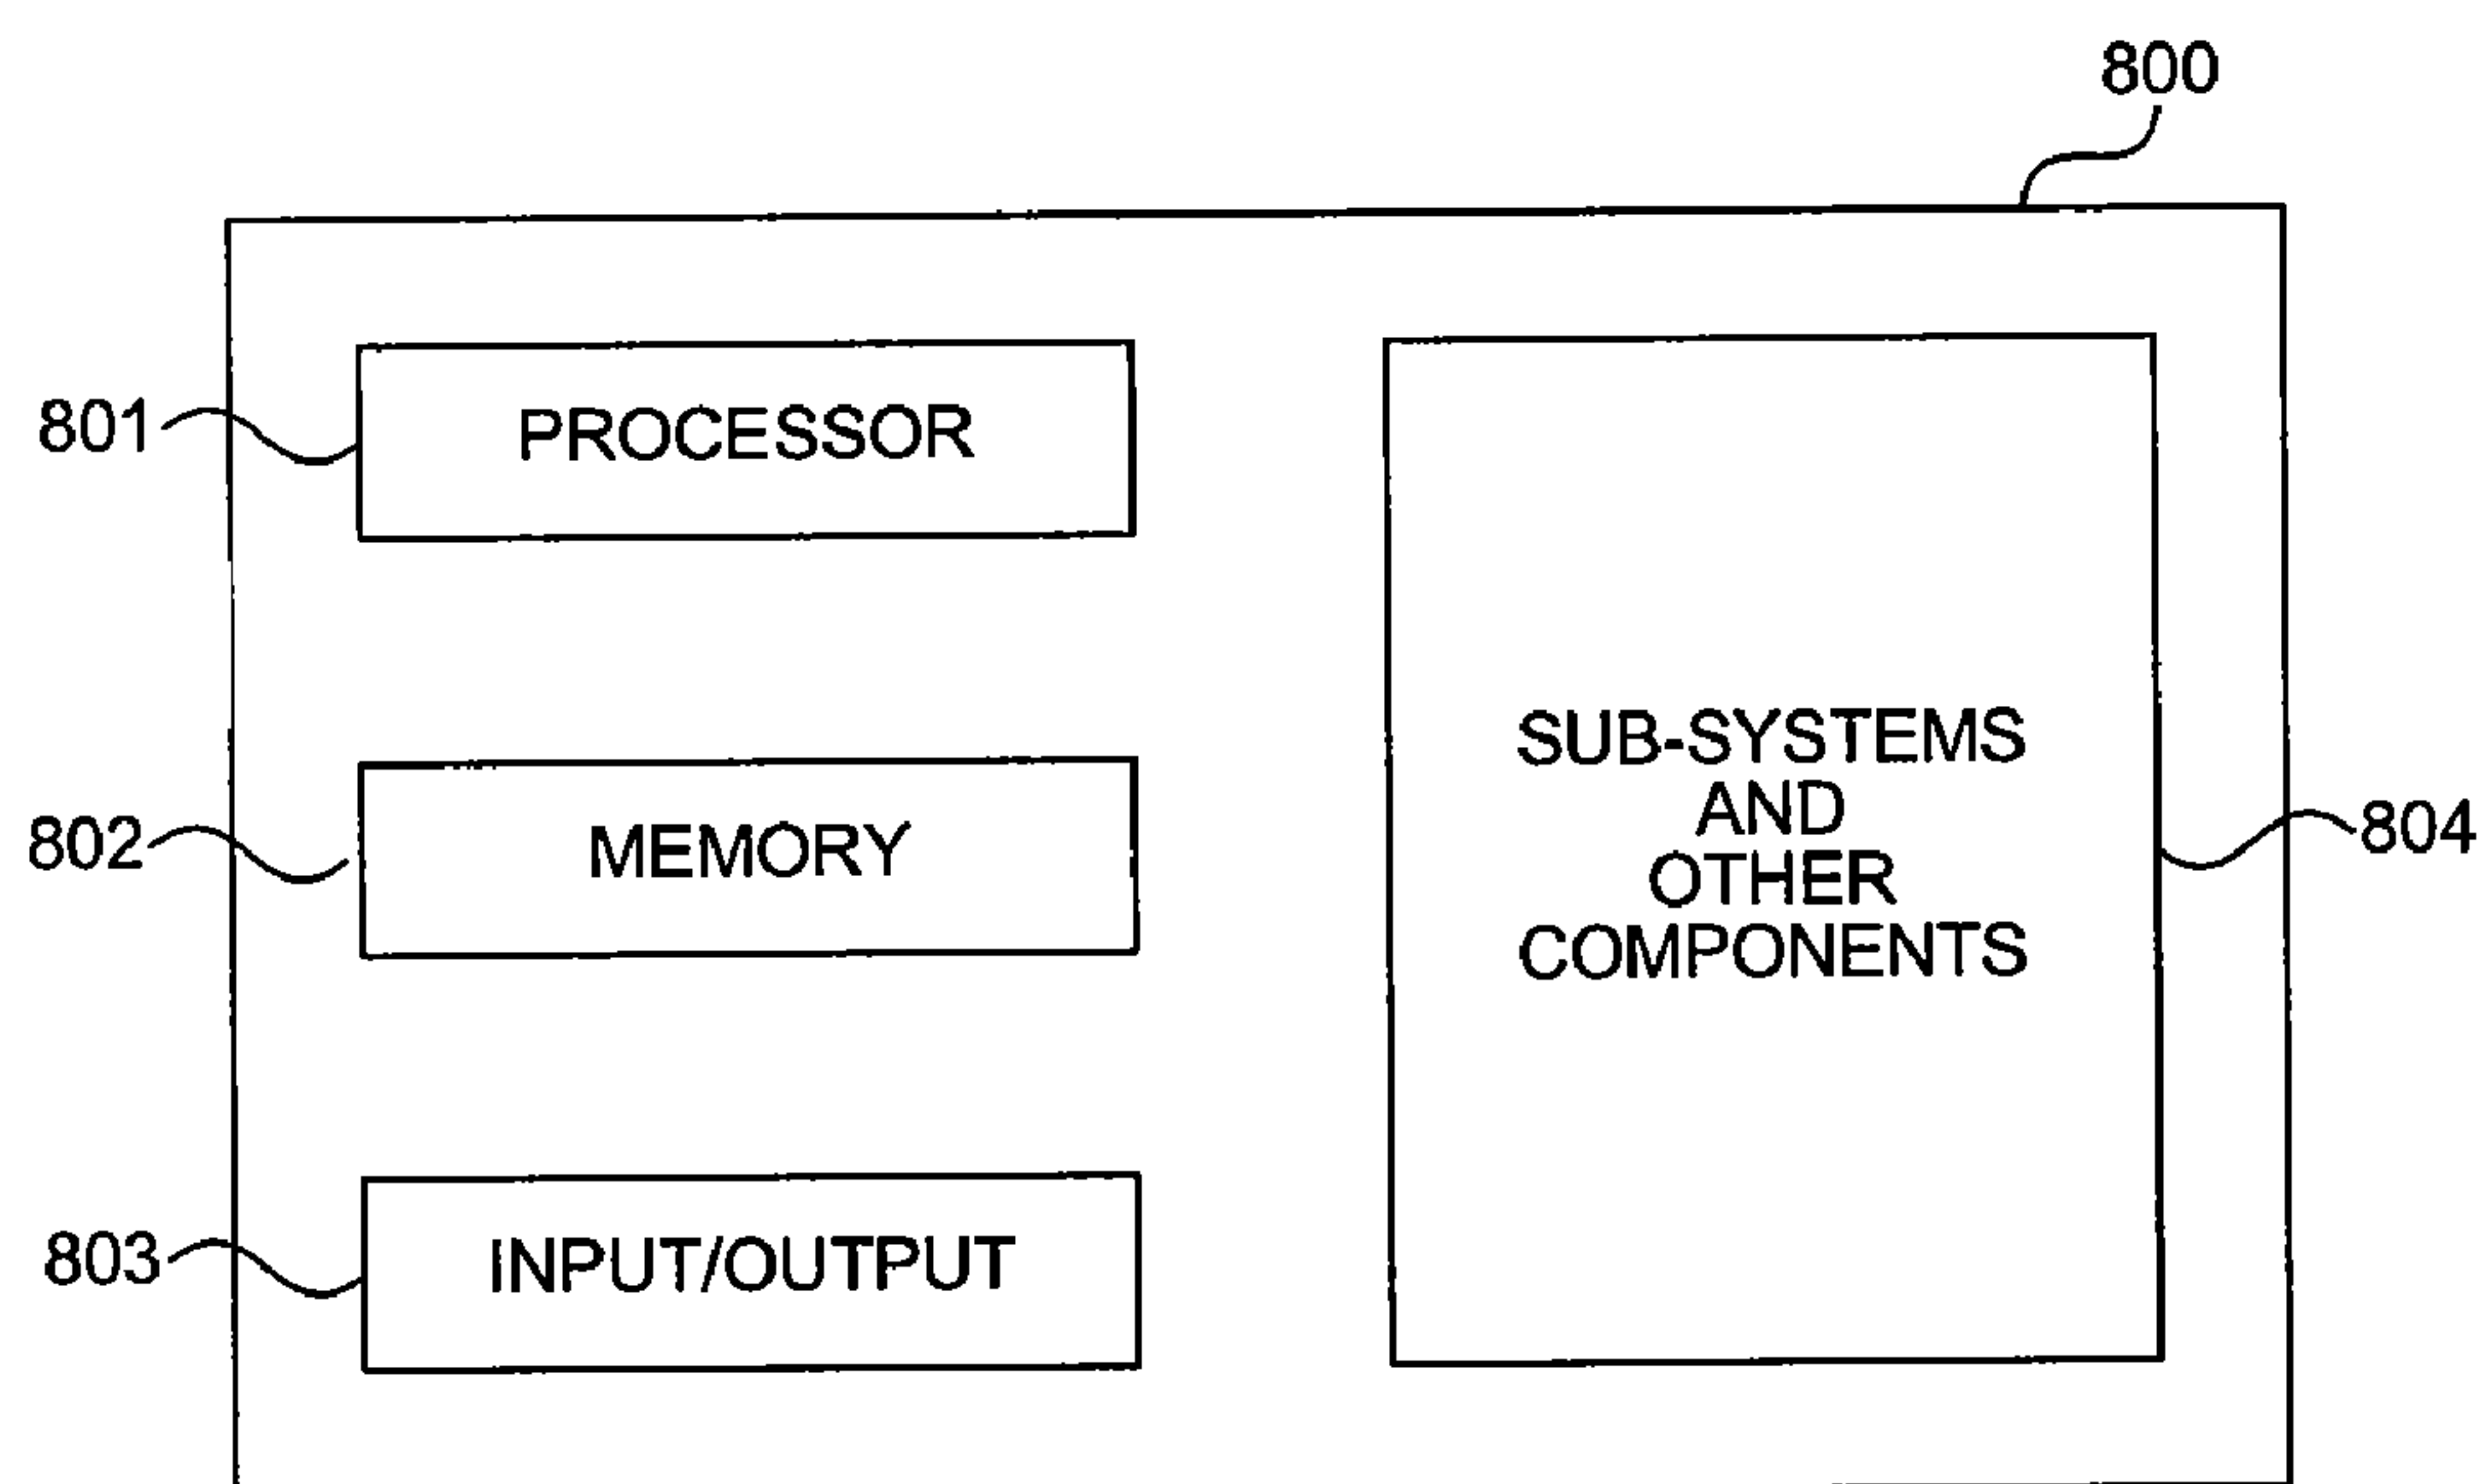 800
801
PROCESSOR
802
MEMORY
803
INPUT/OUTPUT
SUB-SYSTEMS
AND
OTHER
COMPONENTS
804